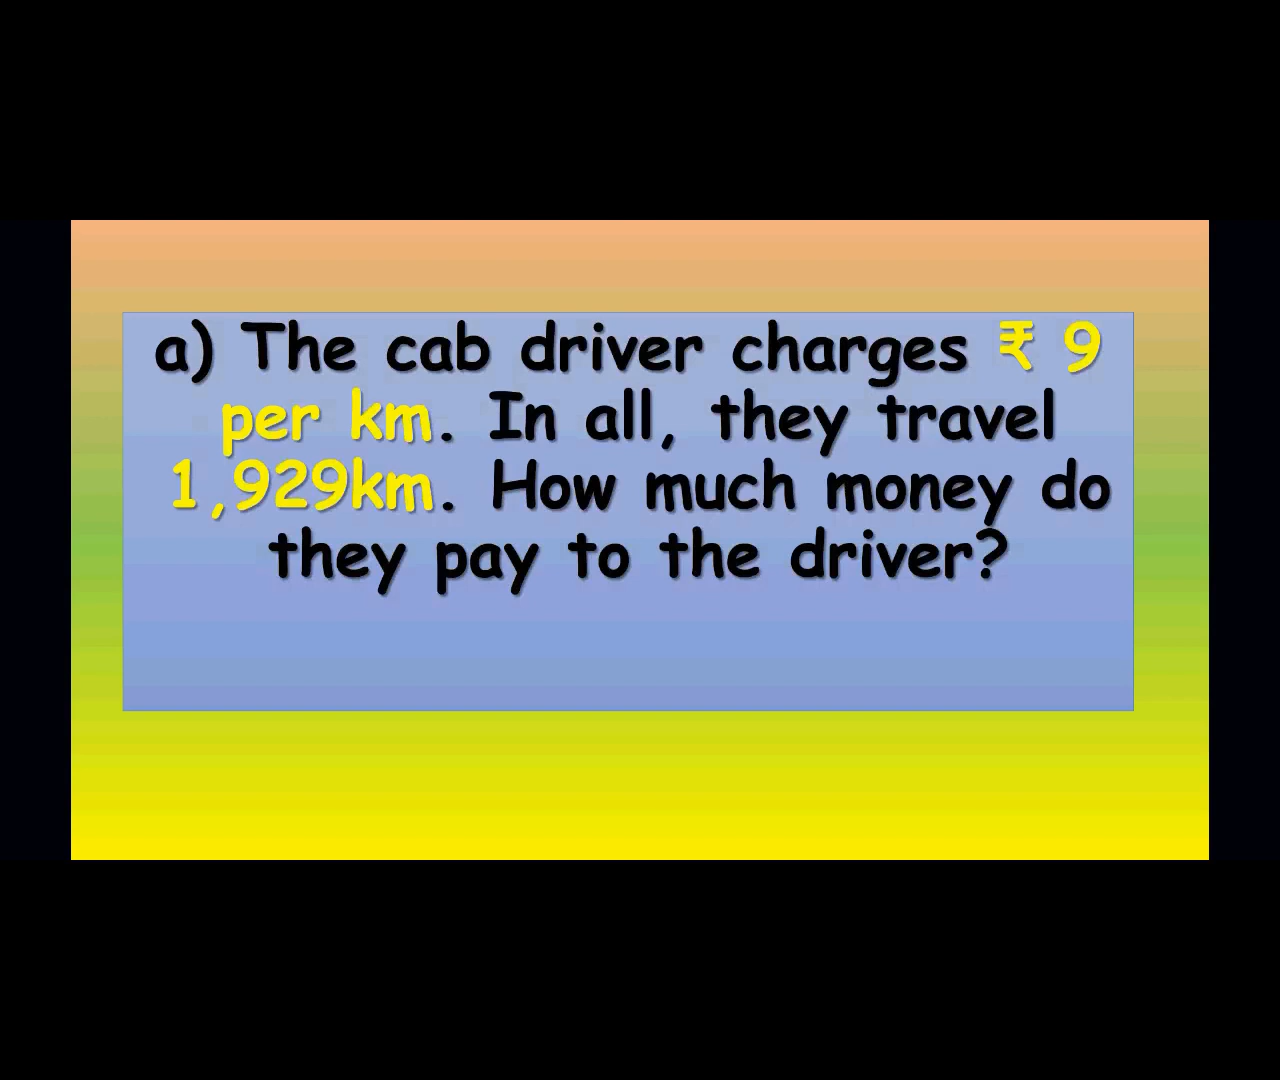 a) The cab driver charges ₹ 9
per km. In all, they travel
1,929km. How much money do
they pay to the driver?